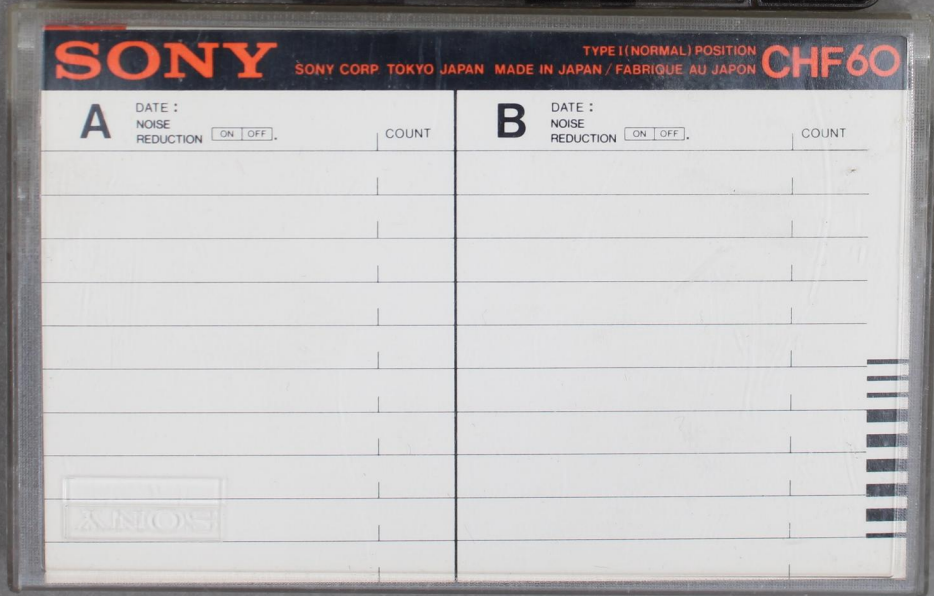 SONY
TYPE I (NORMAL) POSITION
SONY CORP TOKYO JAPAN MADE IN JAPAN / FABRIQUE AU JAPON
CHF60
A
DATE :
NOISE
REDUCTION ON OFF .
COUNT
B
DATE :
NOISE
REDUCTION ON OFF .
COUNT
SONY